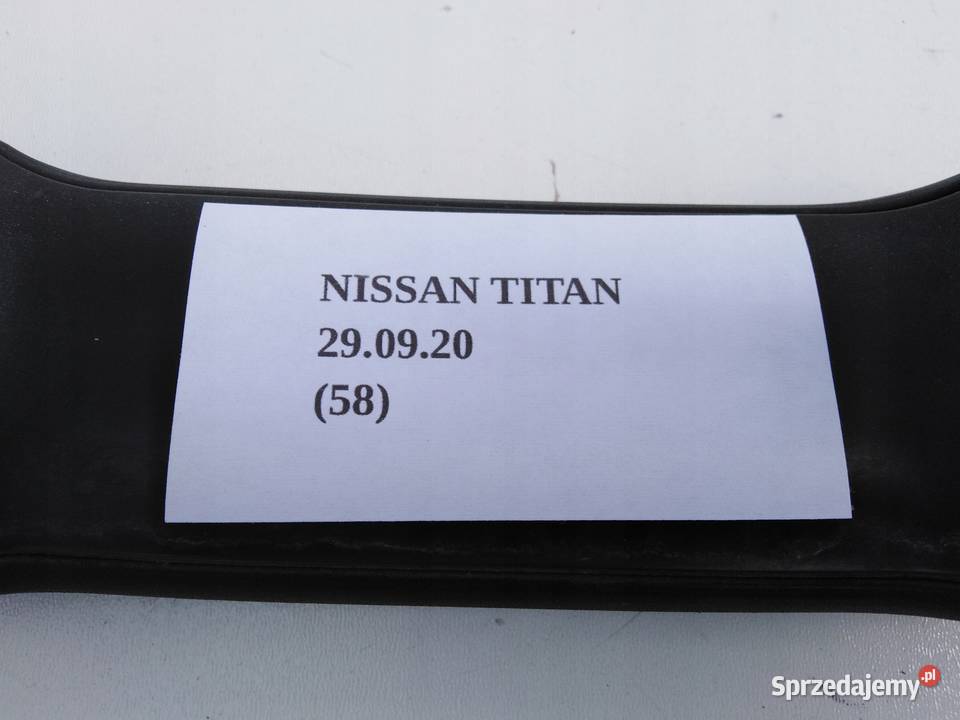 NISSAN TITAN
29.09.20
(58)
Sprzedajemy.pl